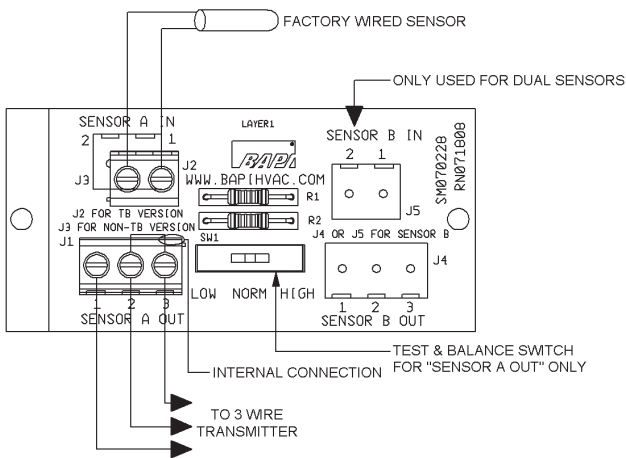 FACTORY WIRED SENSOR
ONLY USED FOR DUAL SENSORS
SENSOR A IN
2 1
LAYER1
BAPI
SENSOR B IN
2 1
J3
J2
WWW.BAPIHVAC.COM
R1
J5
SM070228
RN071808
J2 FOR TB VERSION
J3 FOR NON-TB VERSION
R2
J1
SW1
J4 OR J5 FOR SENSOR B
J4
LOW NORM HIGH
1 2 3
SENSOR A OUT
1 2 3
SENSOR B OUT
TEST & BALANCE SWITCH
FOR "SENSOR A OUT" ONLY
INTERNAL CONNECTION
TO 3 WIRE
TRANSMITTER